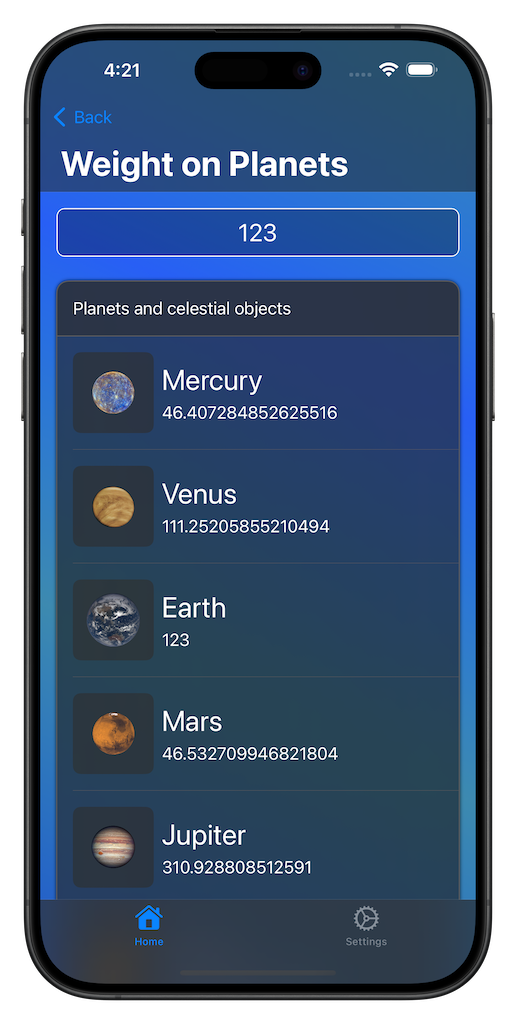 4:21
Back
Weight on Planets
123
Planets and celestial objects
Mercury
46.407284852625516
Venus
111.25205855210494
Earth
123
Mars
46.532709946821804
Jupiter
310.928808512591
Home
Settings